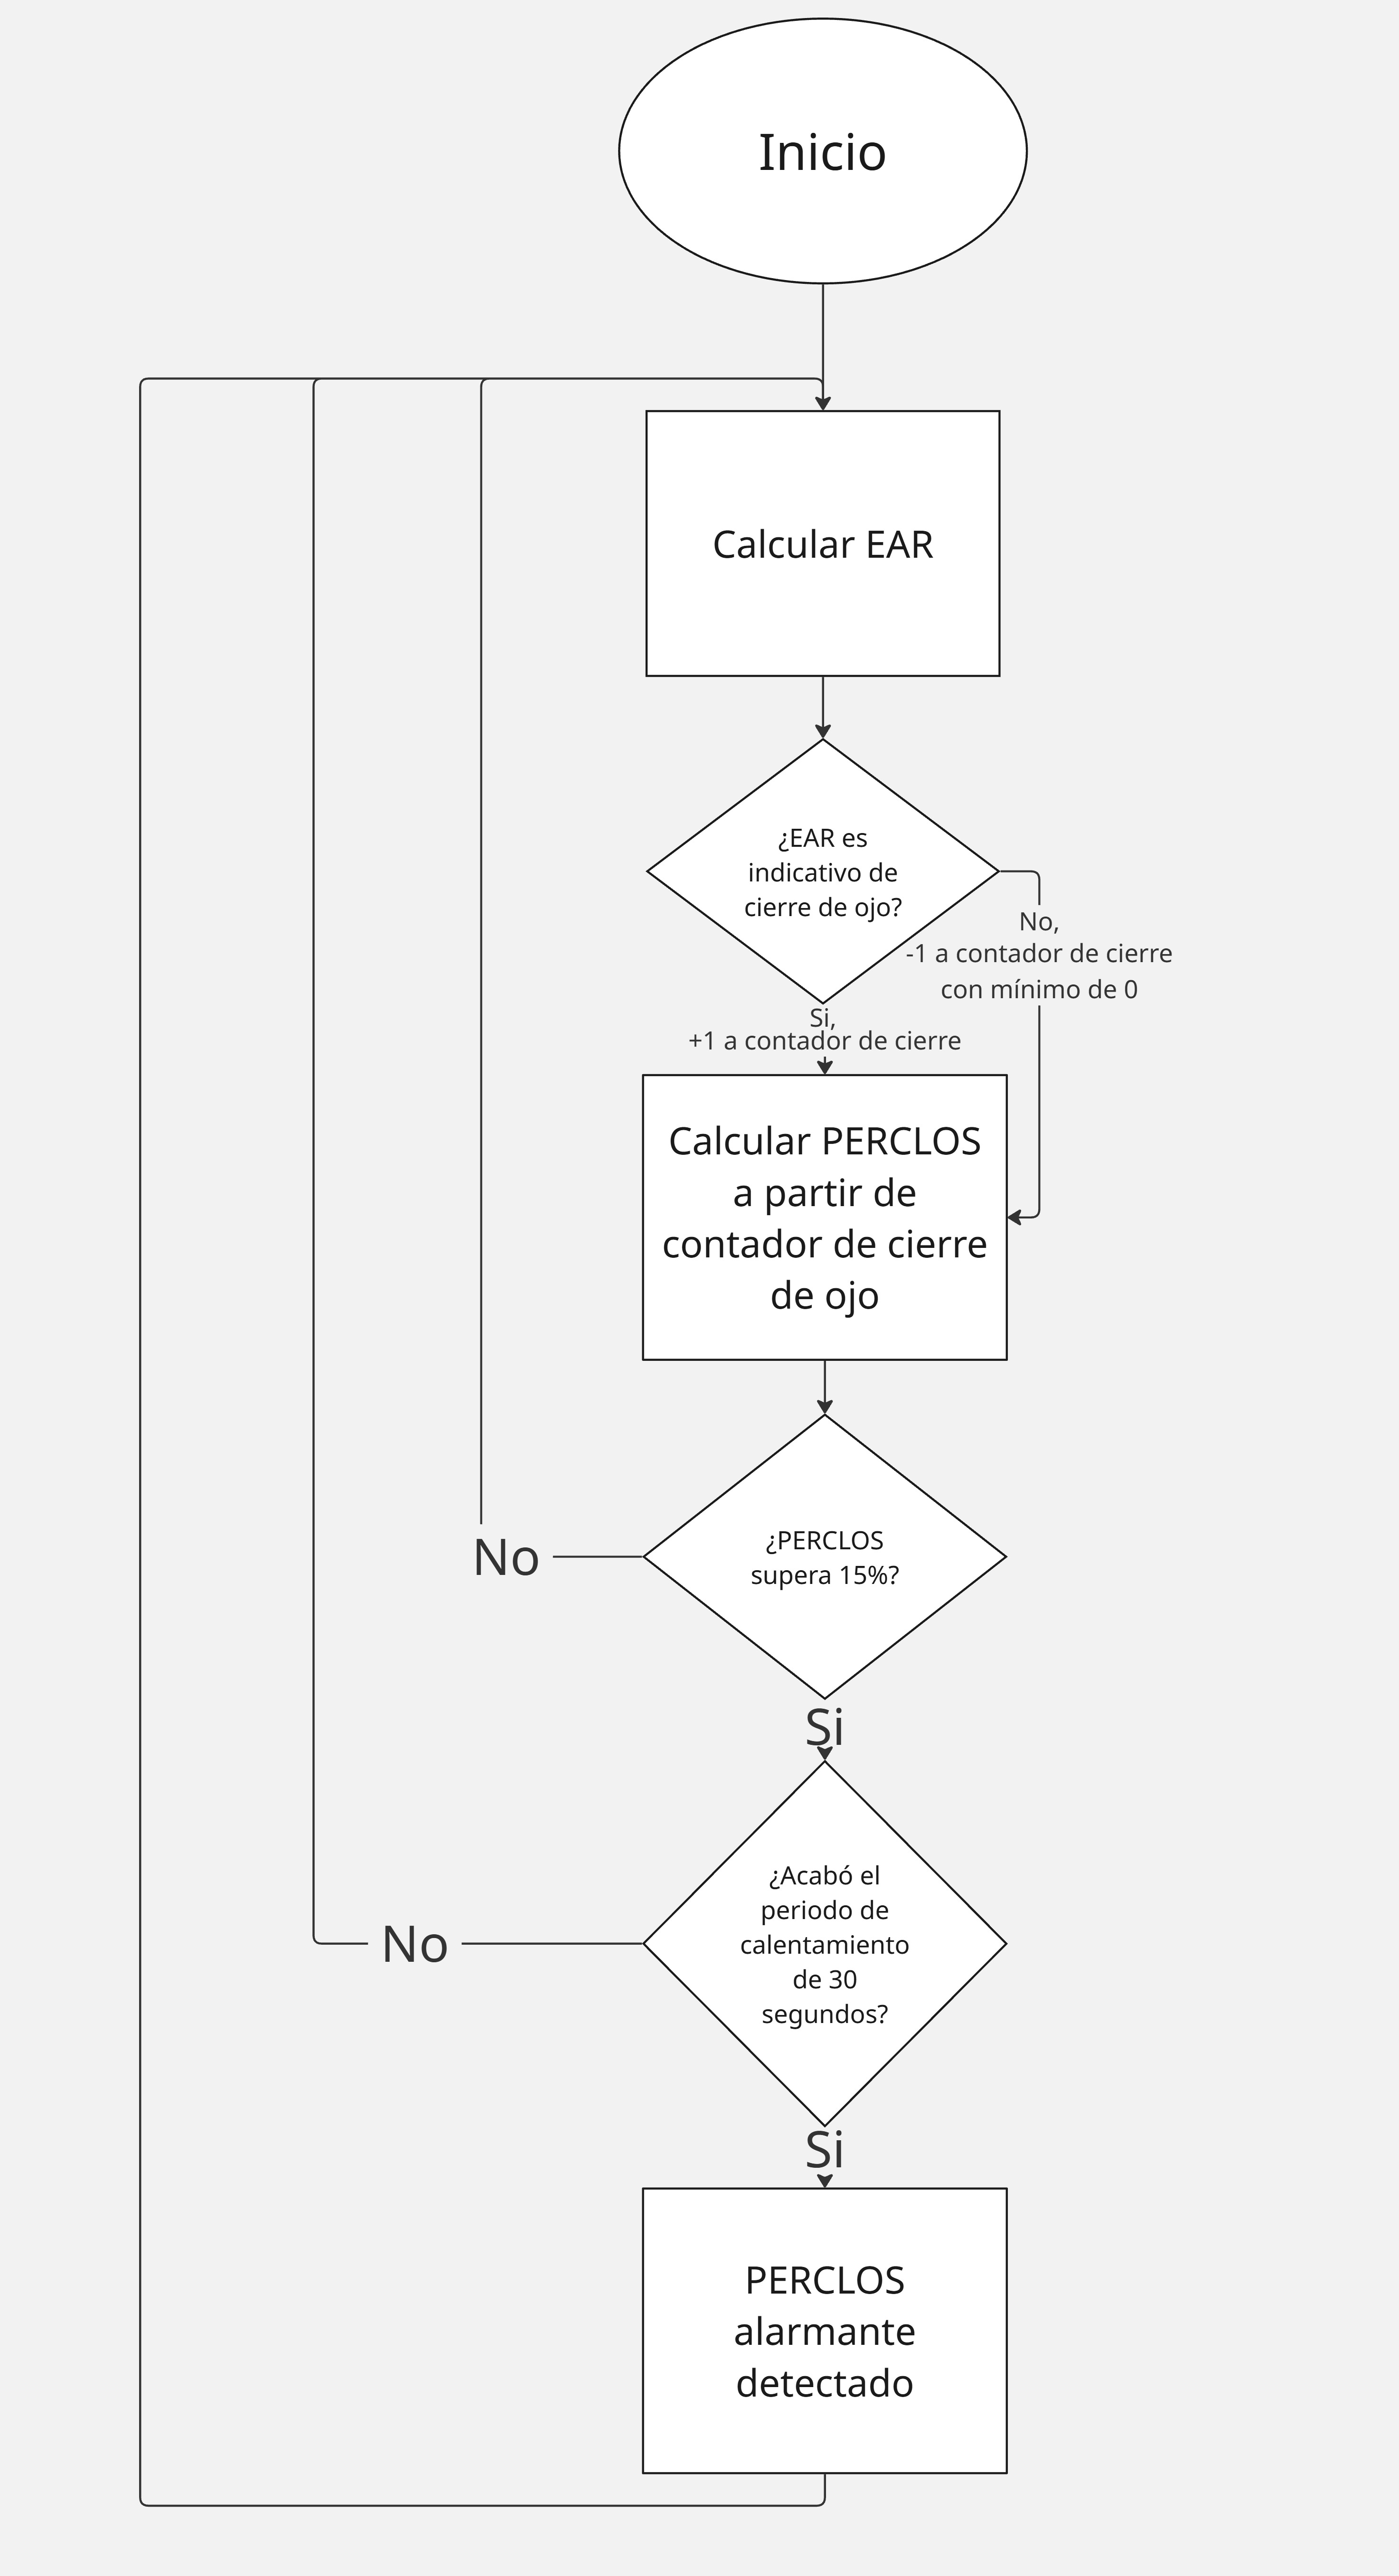 Inicio
Calcular EAR
¿EAR es
indicativo de
cierre de ojo?
No,
-1 a contador de cierre
con mínimo de 0
Si,
+1 a contador de cierre
Calcular PERCLOS
a partir de
contador de cierre
de ojo
¿PERCLOS
supera 15%?
No
Si
¿Acabó el
periodo de
calentamiento
de 30
segundos?
No
Si
PERCLOS
alarmante
detectado